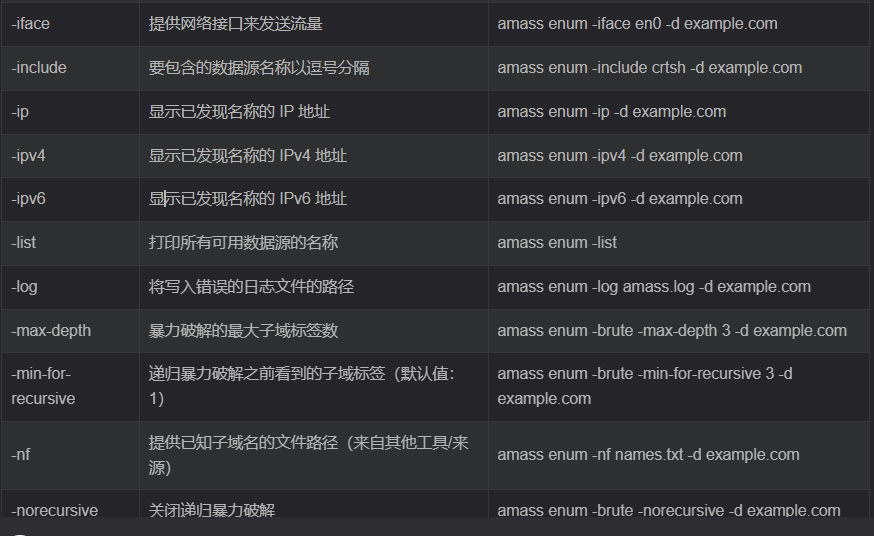 -iface 提供网络接口来发送流量 amass enum -iface en0 -d example.com
-include 要包含的数据源名称以逗号分隔 amass enum -include crtsh -d example.com
-ip 显示已发现名称的 IP 地址 amass enum -ip -d example.com
-ipv4 显示已发现名称的 IPv4 地址 amass enum -ipv4 -d example.com
-ipv6 显示已发现名称的 IPv6 地址 amass enum -ipv6 -d example.com
-list 打印所有可用数据源的名称 amass enum -list
-log 将写入错误的日志文件的路径 amass enum -log amass.log -d example.com
-max-depth 暴力破解的最大子域标签数 amass enum -brute -max-depth 3 -d example.com
-min-for-
recursive
递归暴力破解之前看到的子域标签（默认值：
1）
amass enum -brute -min-for-recursive 3 -d
example.com
-nf
提供已知子域名的文件路径（来自其他工具/来
源）
amass enum -nf names.txt -d example.com
-norecursive 关闭递归暴力破解 amass enum -brute -norecursive -d example.com